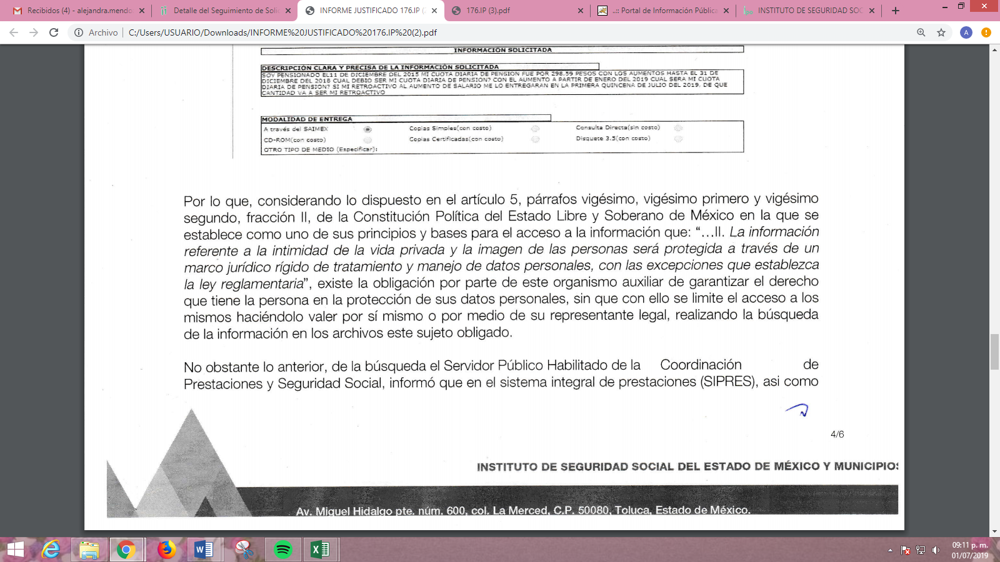 Recibidos (4) - alejandra.mendo
Detalle del Seguimiento de Solic
INFORME JUSTIFICADO 176.IP (2
176.IP (3).pdf
..:: Portal de Información Pública
INSTITUTO DE SEGURIDAD SOC
Archivo | C:/Users/USUARIO/Downloads/INFORME%20JUSTIFICADO%20176.IP%20(2).pdf
A
INFORMACION SOLICITADA
DESCRIPCIÓN CLARA Y PRECISA DE LA INFORMACIÓN SOLICITADA
SOY PENSIONADO EL11 DE DICIEMBRE DEL 2015 MI CUOTA DIARIA DE PENSION FUE POR 298.59 PESOS CON LOS AUMENTOS HASTA EL 31 DE
DICIEMBRE DEL 2018 CUAL DEBIO SER MI CUOTA DIARIA DE PENSION? CON EL AUMENTO A PARTIR DE ENERO DEL 2019 CUAL SERA MI CUOTA
DIARIA DE PENSION? SI MI RETROACTIVO AL AUMENTO DE SALARIO ME LO ENTREGARAN EN LA PRIMERA QUINCENA DE JULIO DEL 2019. DE QUE
CANTIDAD VA A SER MI RETROACTIVO
MODALIDAD DE ENTREGA
A través del SAIMEX Copias Simples(con costo) Consulta Directa(sin costo)
CD-ROM(con costo) Copias Certificadas(con costo) Disquete 3.5(con costo)
OTRO TIPO DE MEDIO (Especificar):
Por lo que, considerando lo dispuesto en el artículo 5, párrafos vigésimo, vigésimo primero y vigésimo
segundo, fracción II, de la Constitución Política del Estado Libre y Soberano de México en la que se
establece como uno de sus principios y bases para el acceso a la información que: “...II. La información
referente a la intimidad de la vida privada y la imagen de las personas será protegida a través de un
marco jurídico rígido de tratamiento y manejo de datos personales, con las excepciones que establezca
la ley reglamentaria”, existe la obligación por parte de este organismo auxiliar de garantizar el derecho
que tiene la persona en la protección de sus datos personales, sin que con ello se limite el acceso a los
mismos haciéndolo valer por sí mismo o por medio de su representante legal, realizando la búsqueda
de la información en los archivos este sujeto obligado.
No obstante lo anterior, de la búsqueda el Servidor Público Habilitado de la Coordinación de
Prestaciones y Seguridad Social, informó que en el sistema integral de prestaciones (SIPRES), asi como
4/6
INSTITUTO DE SEGURIDAD SOCIAL DEL ESTADO DE MÉXICO Y MUNICIPIOS
Av. Miguel Hidalgo pte. núm. 600, col. La Merced, C.P. 50080, Toluca, Estado de México.
09:11 p. m.
01/07/2019